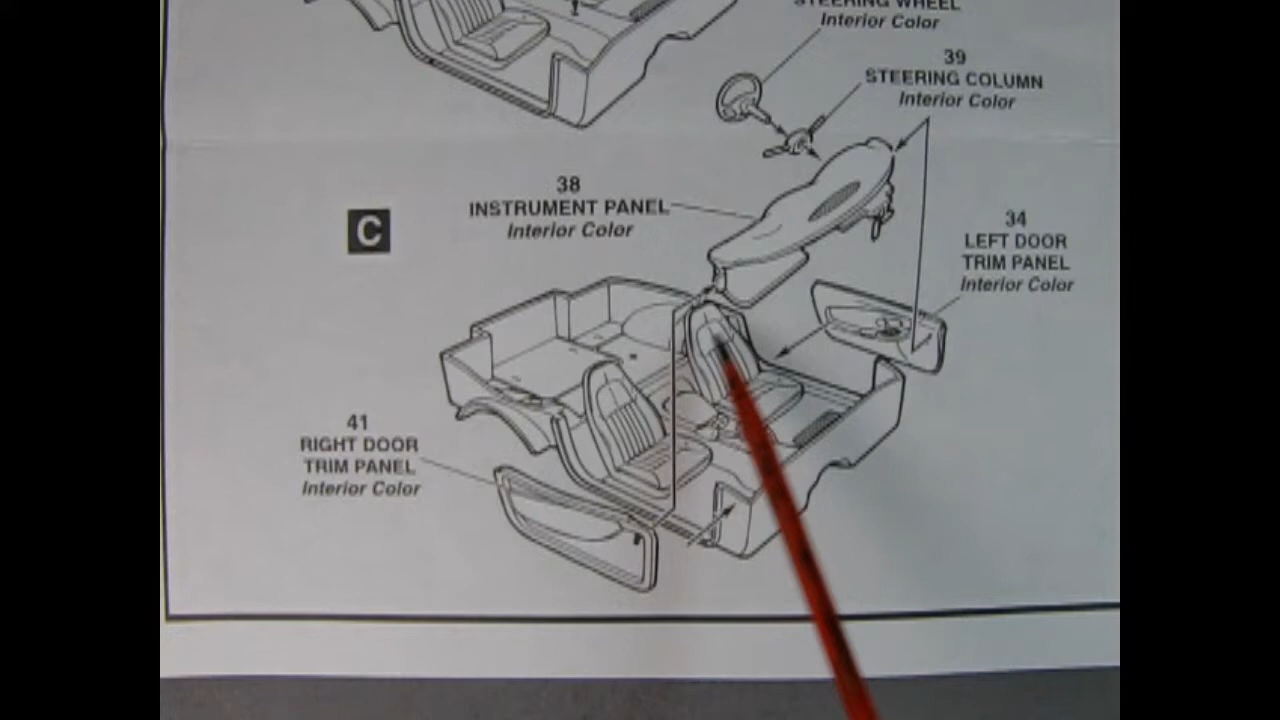 STEERING WHEEL
Interior Color
39
STEERING COLUMN
Interior Color
38
INSTRUMENT PANEL
Interior Color
C
34
LEFT DOOR
TRIM PANEL
Interior Color
41
RIGHT DOOR
TRIM PANEL
Interior Color